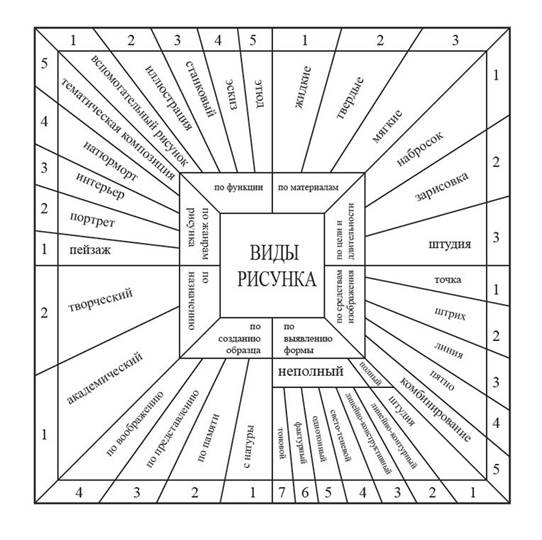 1 2 3 4 5 1 2 3
вспомогательный рисунок
иллюстрация
станковый
эскиз
этюд
жидкие
твердые
мягкие
5
тематическая композиция
4
натюрморт
3
интерьер
2
портрет
1
пейзаж
1
набросок
2
зарисовка
3
штудия
по функции
по материалам
по жанрам
рисунка
по цели и
длительности
ВИДЫ
РИСУНКА
по
назначению
по средствам
изображения
по
созданию
образца
по
выявлению
формы
2
творческий
1
академический
точка
1
штрих
2
линия
3
пятно
4
комбинирование
5
по воображению
по представлению
по памяти
с натуры
неполный
полный
штудия
тоновой
фактурный
однотонный
свето-теневой
линейно-конструктивный
линейно-контурный
4 3 2 1 7 6 5 4 3 2 1